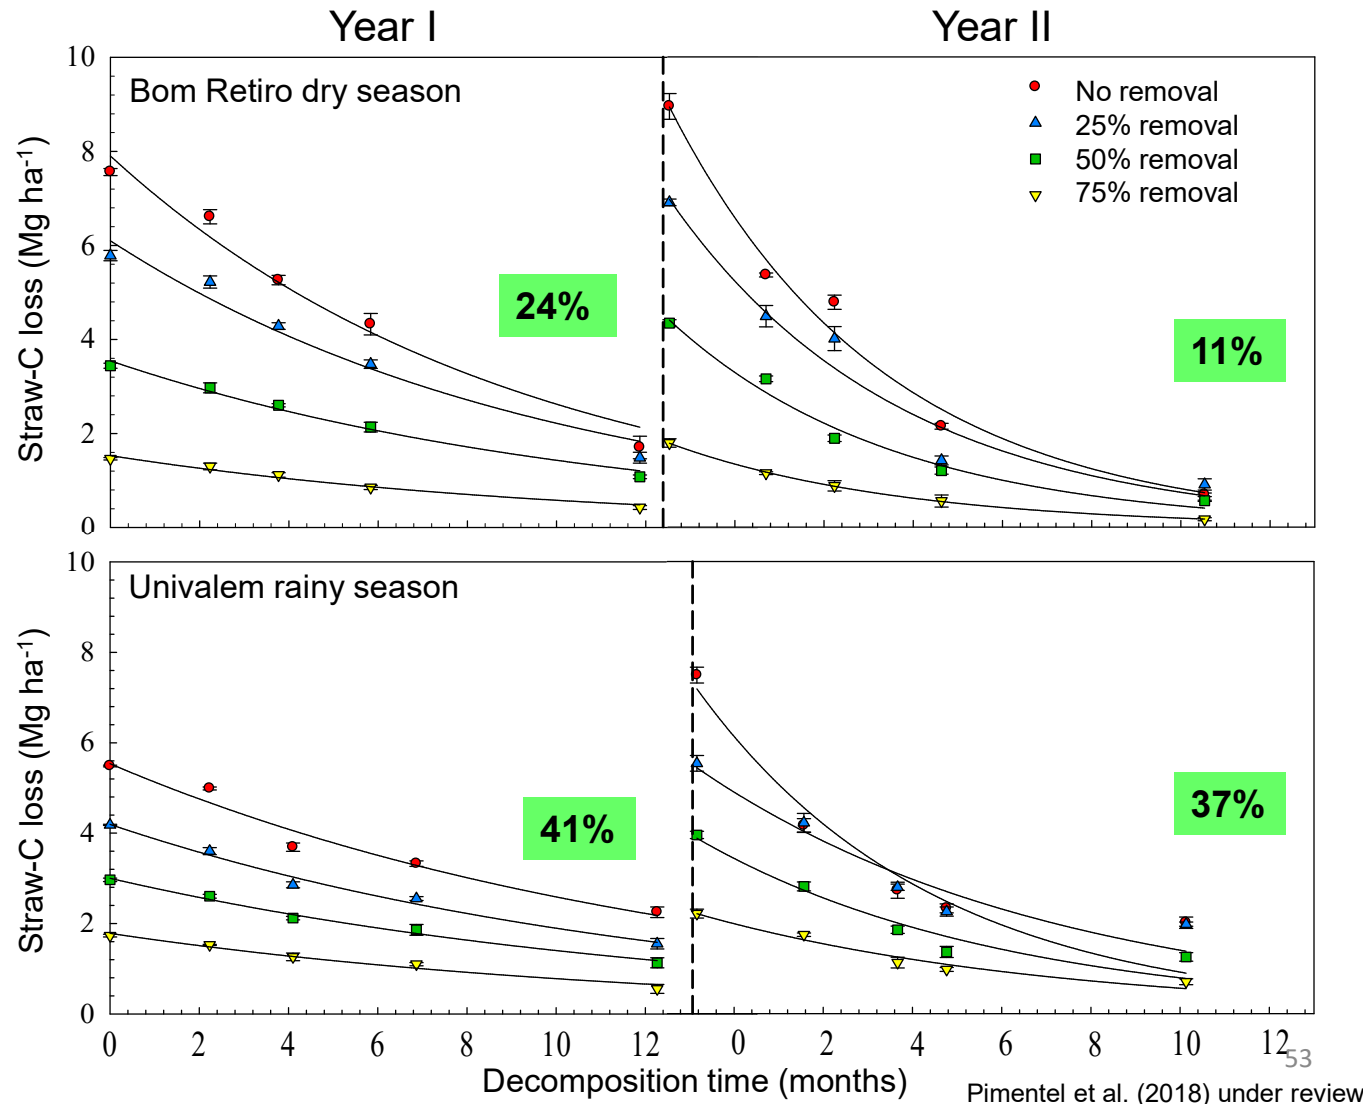 Year I
Year II
10
8
6
4
2
0
Straw-C loss (Mg ha-1)
Bom Retiro dry season
No removal
25% removal
50% removal
75% removal
24%
11%
10
8
6
4
2
0
Straw-C loss (Mg ha-1)
Univalem rainy season
41%
37%
0 2 4 6 8 10 12 0 2 4 6 8 10 12
53
Decomposition time (months)
Pimentel et al. (2018) under review